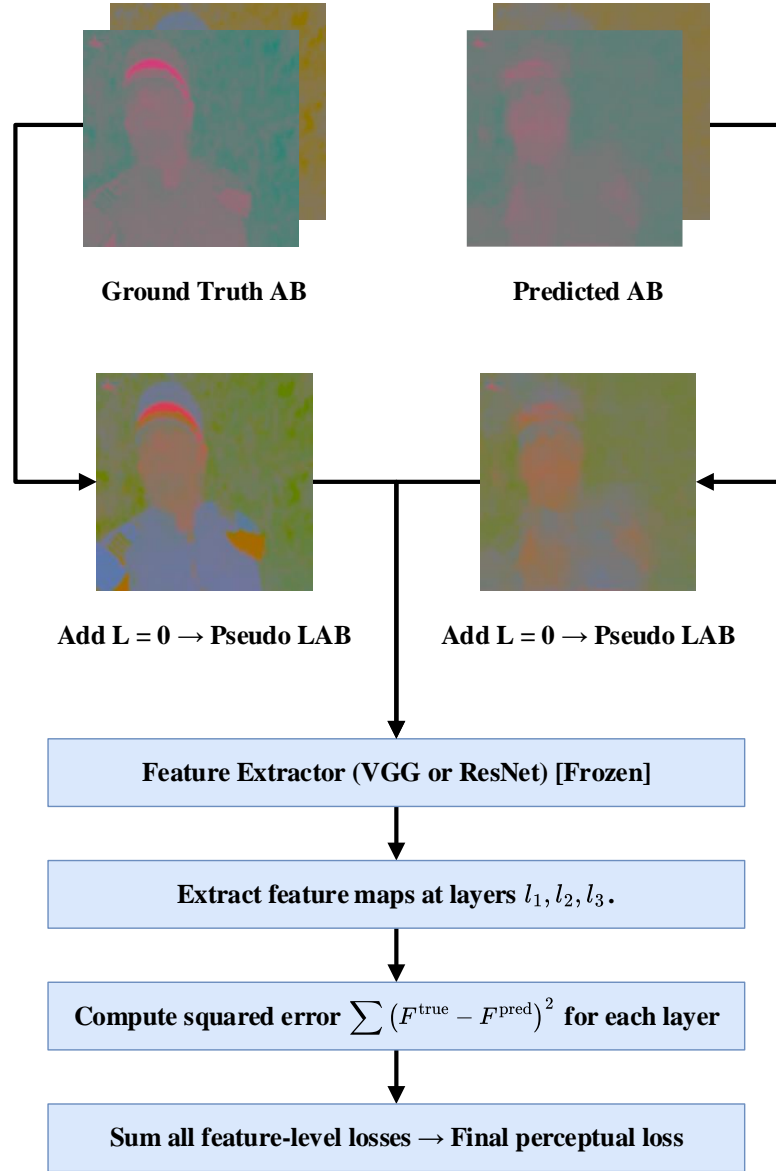 Ground Truth AB
Predicted AB
Add L = 0 → Pseudo LAB
Add L = 0 → Pseudo LAB
Feature Extractor (VGG or ResNet) [Frozen]
Extract feature maps at layers l₁, l₂, l₃.
Compute squared error ∑ (F^true − F^pred)² for each layer
Sum all feature-level losses → Final perceptual loss